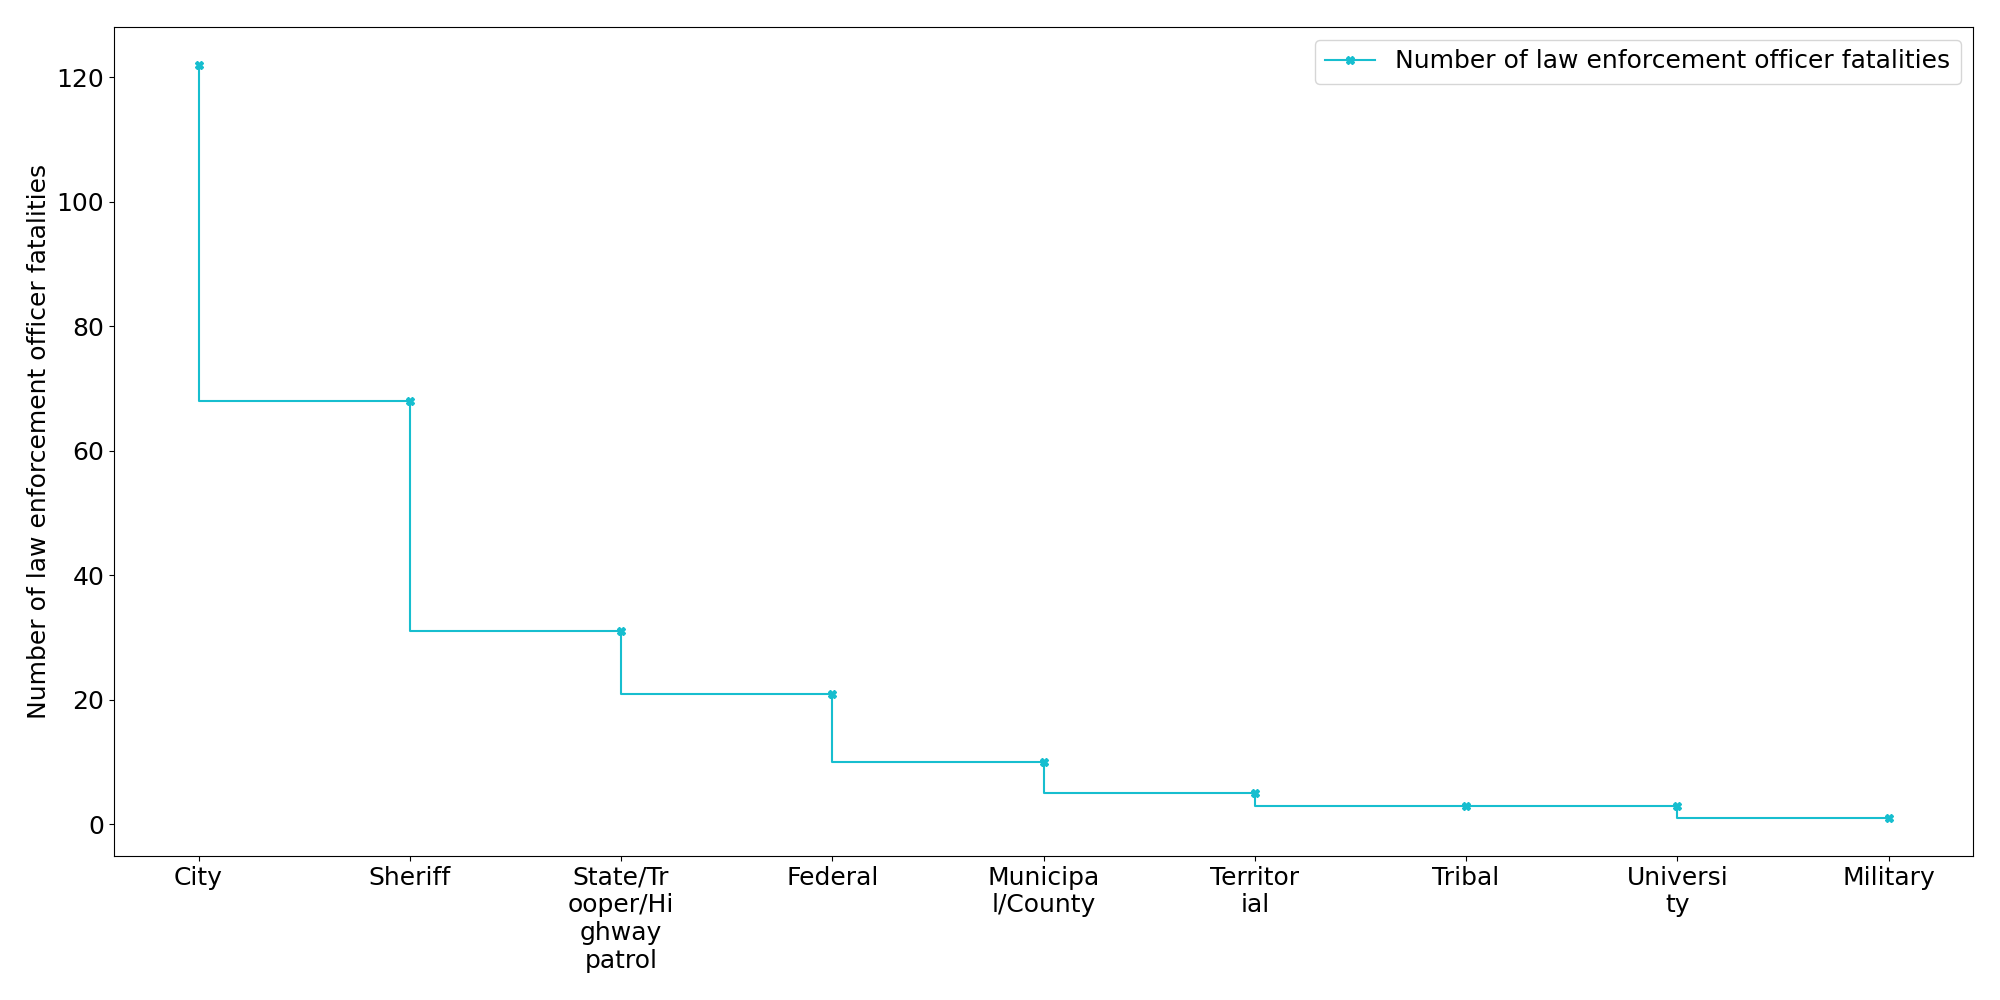 Number of law enforcement officer fatalities
Number of law enforcement officer fatalities
120
100
80
60
40
20
0
City
Sheriff
State/Tr
ooper/Hi
ghway
patrol
Federal
Municipa
l/County
Territor
ial
Tribal
Universi
ty
Military